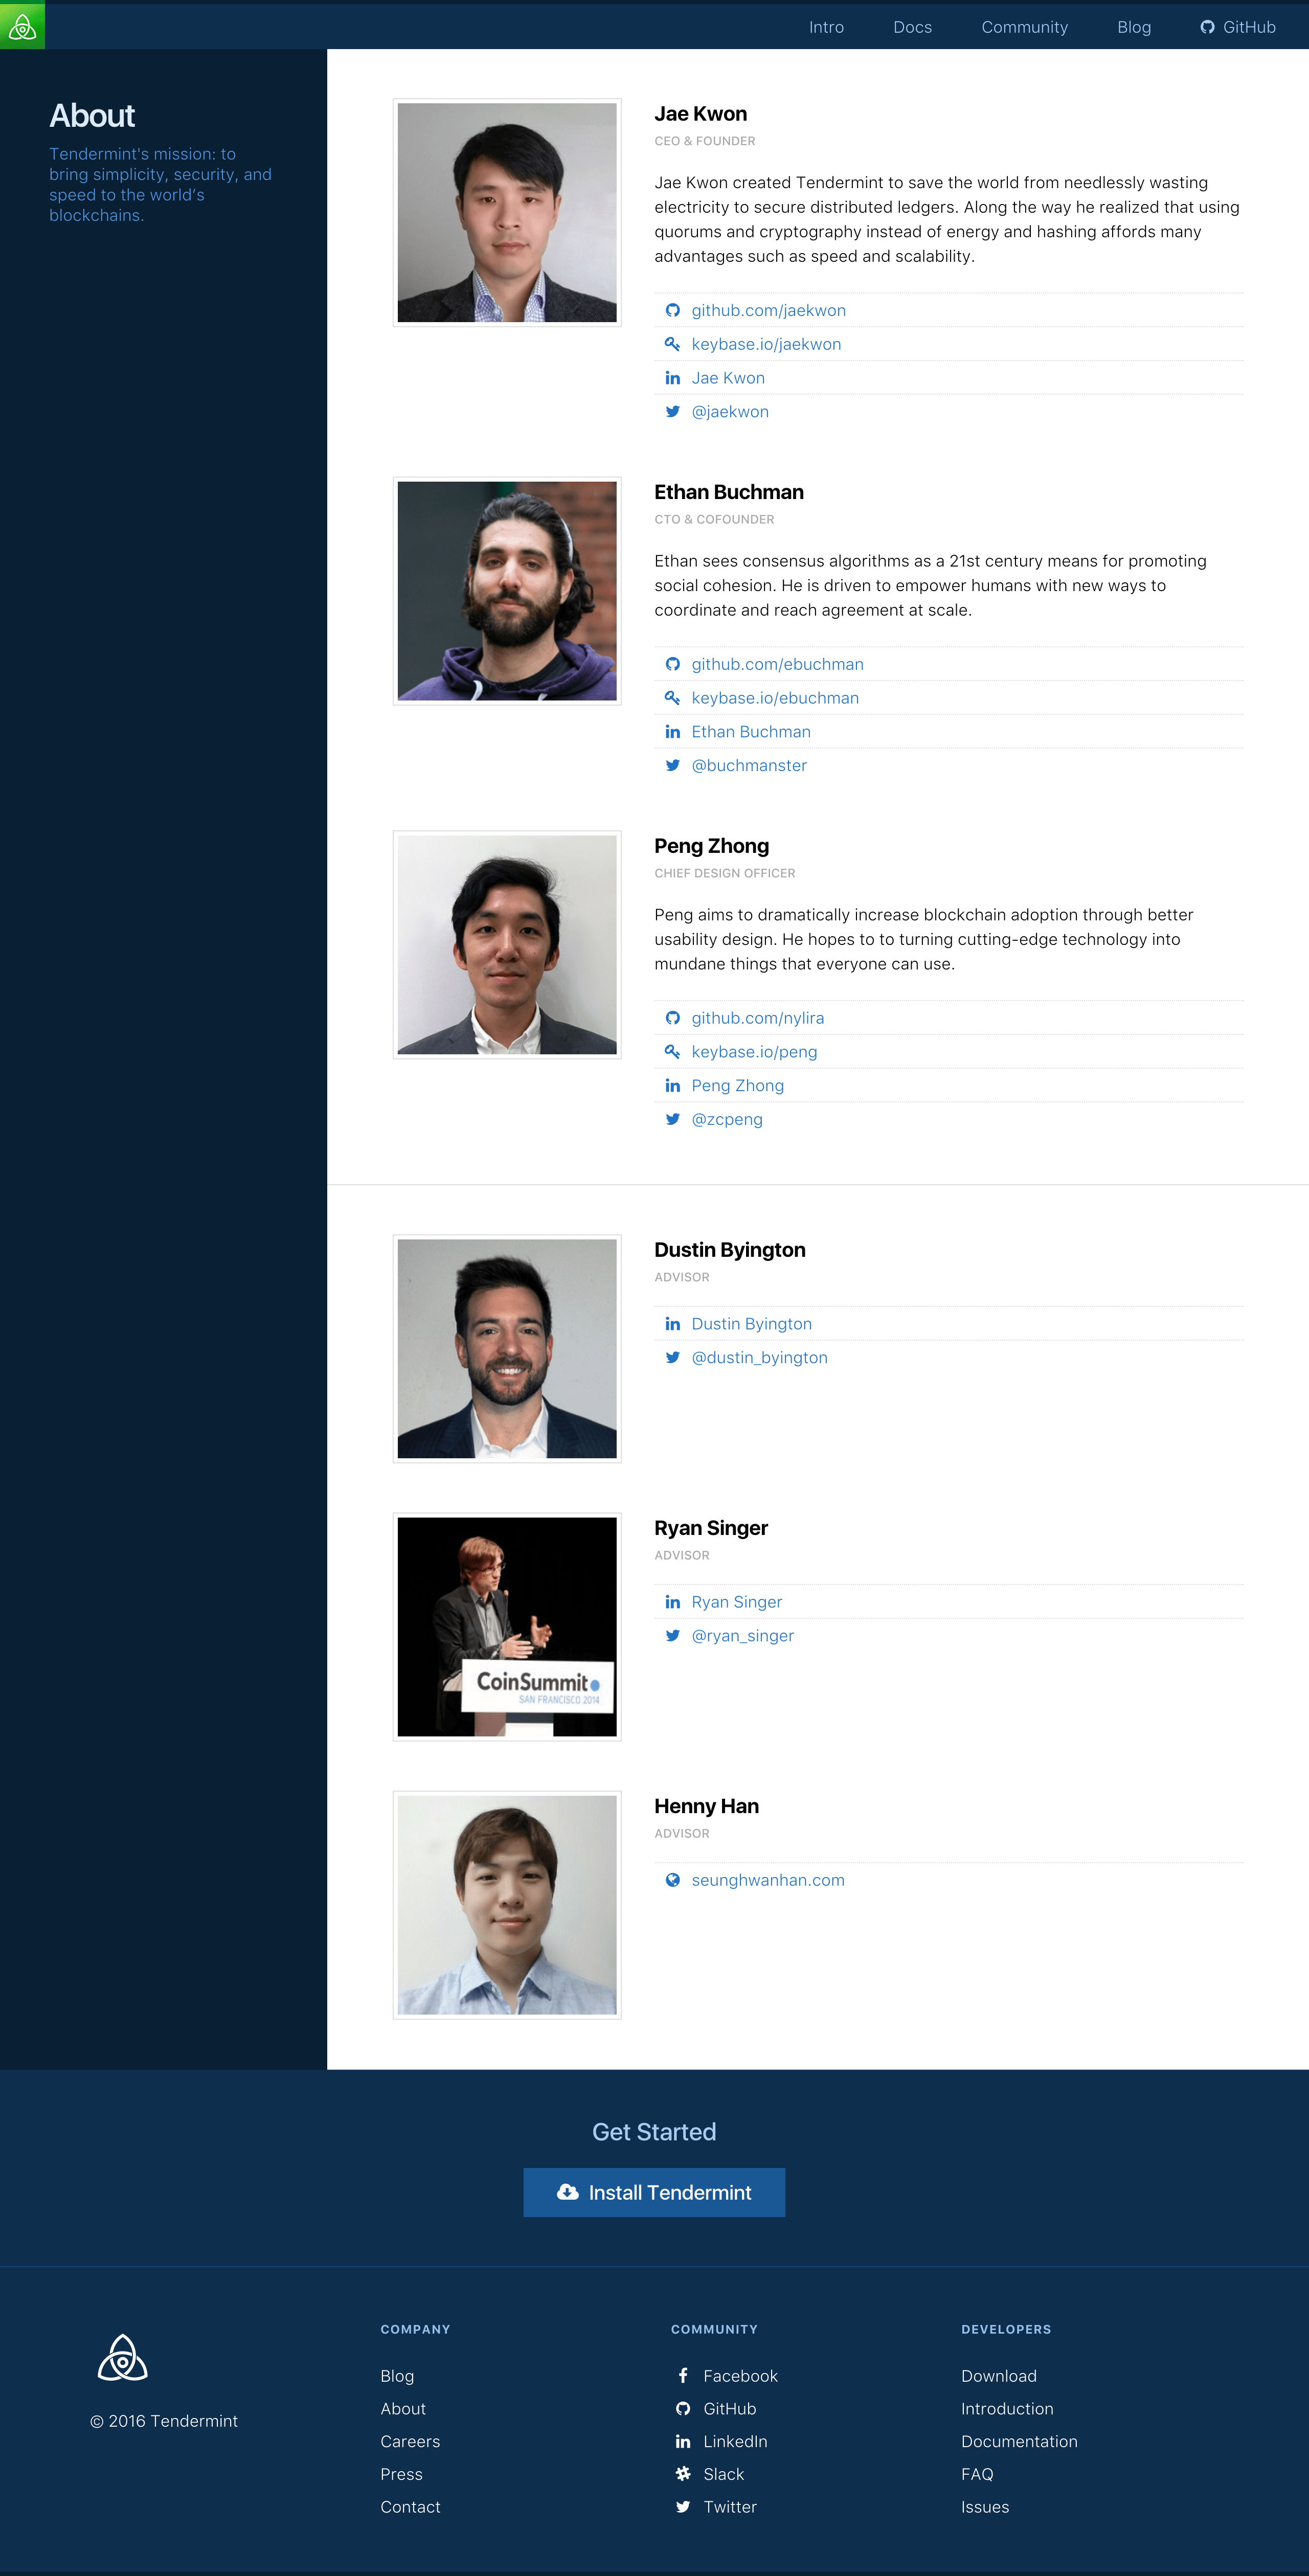 Intro
Docs
Community
Blog
GitHub
About
Tendermint's mission: to
bring simplicity, security, and
speed to the world’s
blockchains.
Jae Kwon
CEO & FOUNDER
Jae Kwon created Tendermint to save the world from needlessly wasting
electricity to secure distributed ledgers. Along the way he realized that using
quorums and cryptography instead of energy and hashing affords many
advantages such as speed and scalability.
github.com/jaekwon
keybase.io/jaekwon
Jae Kwon
@jaekwon
Ethan Buchman
CTO & COFOUNDER
Ethan sees consensus algorithms as a 21st century means for promoting
social cohesion. He is driven to empower humans with new ways to
coordinate and reach agreement at scale.
github.com/ebuchman
keybase.io/ebuchman
Ethan Buchman
@buchmanster
Peng Zhong
CHIEF DESIGN OFFICER
Peng aims to dramatically increase blockchain adoption through better
usability design. He hopes to to turning cutting-edge technology into
mundane things that everyone can use.
github.com/nylira
keybase.io/peng
Peng Zhong
@zcpeng
Dustin Byington
ADVISOR
Dustin Byington
@dustin_byington
Ryan Singer
ADVISOR
Ryan Singer
@ryan_singer
CoinSummit
SAN FRANCISCO 2014
Henny Han
ADVISOR
seunghwanhan.com
Get Started
Install Tendermint
© 2016 Tendermint
COMPANY
Blog
About
Careers
Press
Contact
COMMUNITY
Facebook
GitHub
LinkedIn
Slack
Twitter
DEVELOPERS
Download
Introduction
Documentation
FAQ
Issues